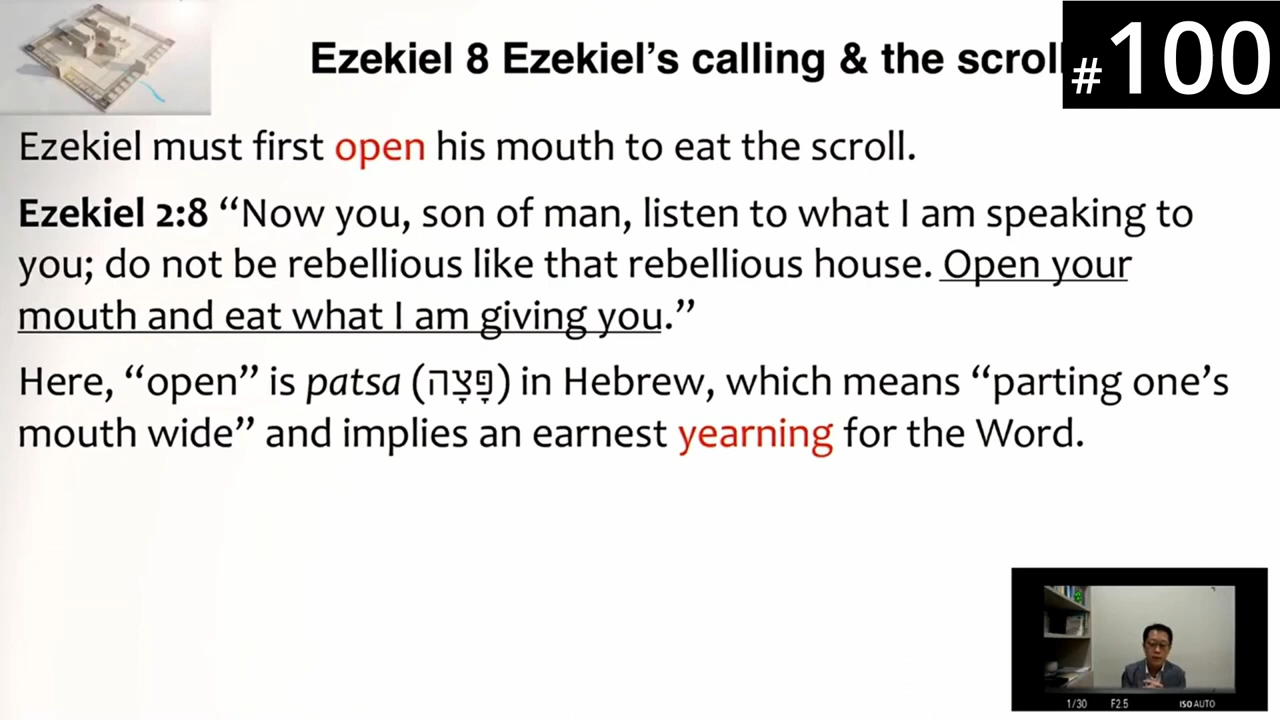 Ezekiel 8 Ezekiel’s calling & the scroll
#100
Ezekiel must first open his mouth to eat the scroll.
Ezekiel 2:8 “Now you, son of man, listen to what I am speaking to
you; do not be rebellious like that rebellious house. Open your
mouth and eat what I am giving you.”
Here, “open” is patsa (פָּצָה) in Hebrew, which means “parting one’s
mouth wide” and implies an earnest yearning for the Word.
1/30 F2.5 ISO AUTO